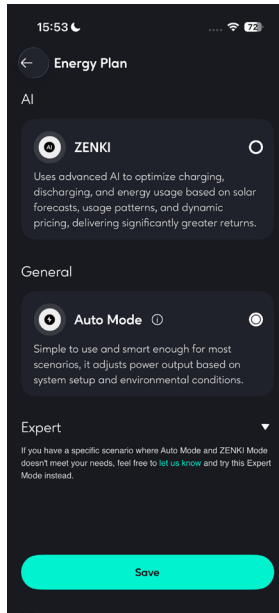 15:53 72
Energy Plan
AI
AI ZENKI
Uses advanced AI to optimize charging,
discharging, and energy usage based on solar
forecasts, usage patterns, and dynamic
pricing, delivering significantly greater returns.
General
Auto Mode
Simple to use and smart enough for most
scenarios, it adjusts power output based on
system setup and environmental conditions.
Expert
If you have a specific scenario where Auto Mode and ZENKI Mode
doesn't meet your needs, feel free to let us know and try this Expert
Mode instead.
Save